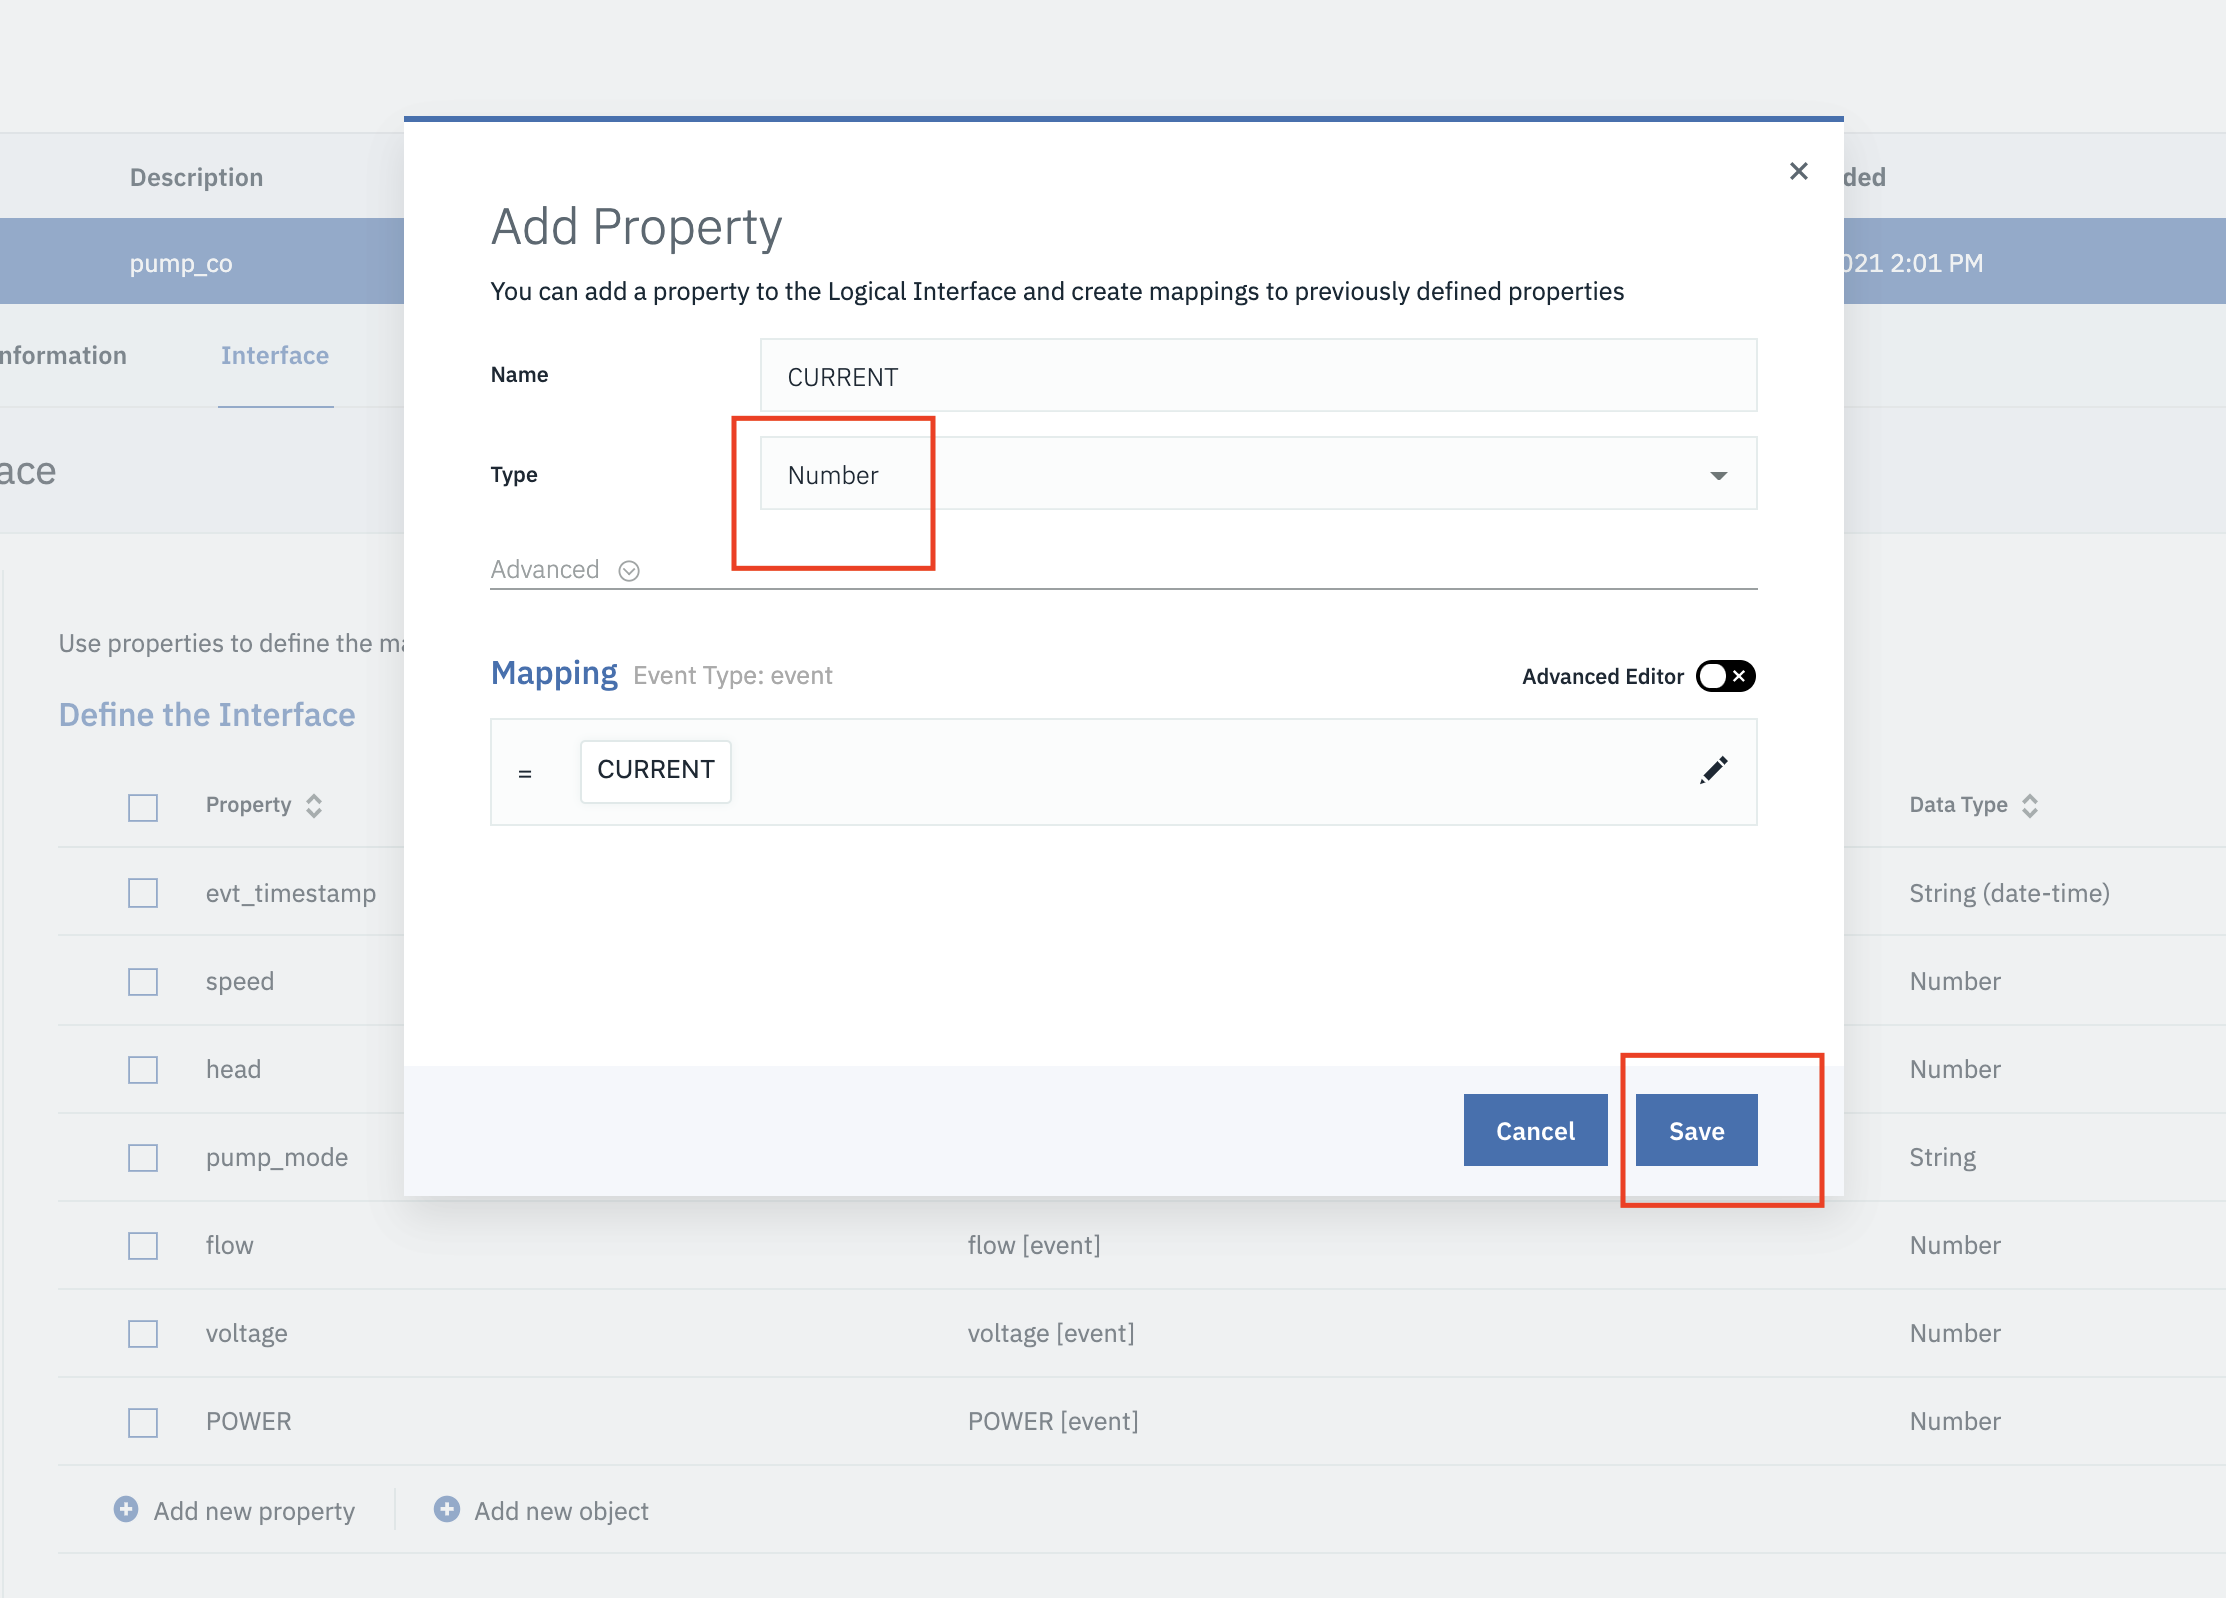 Description
ded
pump_co
021 2:01 PM
nformation
Interface
ace
Add Property
You can add a property to the Logical Interface and create mappings to previously defined properties
Name
CURRENT
Type
Number
Advanced
Mapping Event Type: event
Advanced Editor
= CURRENT
Cancel
Save
Use properties to define the ma
Define the Interface
Property
Data Type
evt_timestamp
String (date-time)
speed
Number
head
Number
pump_mode
String
flow
flow [event]
Number
voltage
voltage [event]
Number
POWER
POWER [event]
Number
Add new property
Add new object